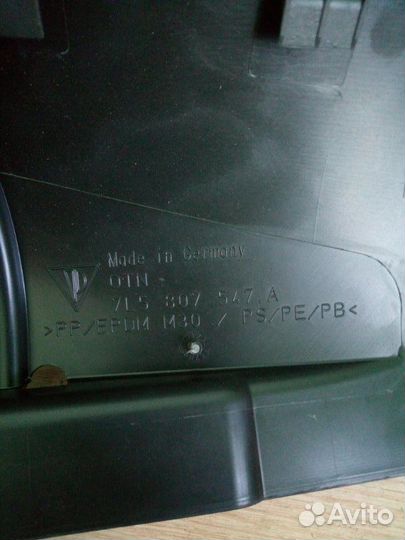 Made in Germany
OTN.-
7L5 807 547.A
>PP/EPDM M30 / PS/PE/PB<
Avito